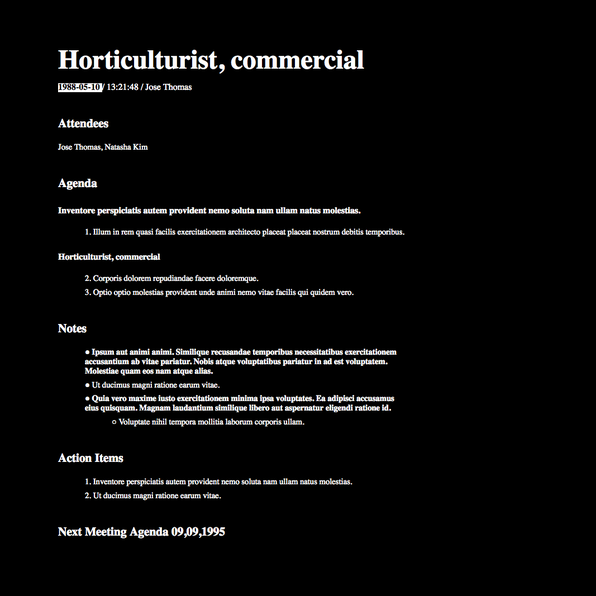 Horticulturist, commercial
1988-05-10 / 13:21:48 / Jose Thomas
Attendees
Jose Thomas, Natasha Kim
Agenda
Inventore perspiciatis autem provident nemo soluta nam ullam natus molestias.
1. Illum in rem quasi facilis exercitationem architecto placeat placeat nostrum debitis temporibus.
Horticulturist, commercial
2. Corporis dolorem repudiandae facere doloremque.
3. Optio optio molestias provident unde animi nemo vitae facilis qui quidem vero.
Notes
● Ipsum aut animi animi. Similique recusandae temporibus necessitatibus exercitationem
accusantium ab vitae pariatur. Nobis atque voluptatibus pariatur in ad est voluptatem.
Molestiae quam eos nam atque alias.
● Ut ducimus magni ratione earum vitae.
● Quia vero maxime iusto exercitationem minima ipsa voluptates. Ea adipisci accusamus
eius quisquam. Magnam laudantium similique libero aut aspernatur eligendi ratione id.
○ Voluptate nihil tempora mollitia laborum corporis ullam.
Action Items
1. Inventore perspiciatis autem provident nemo soluta nam ullam natus molestias.
2. Ut ducimus magni ratione earum vitae.
Next Meeting Agenda 09,09,1995